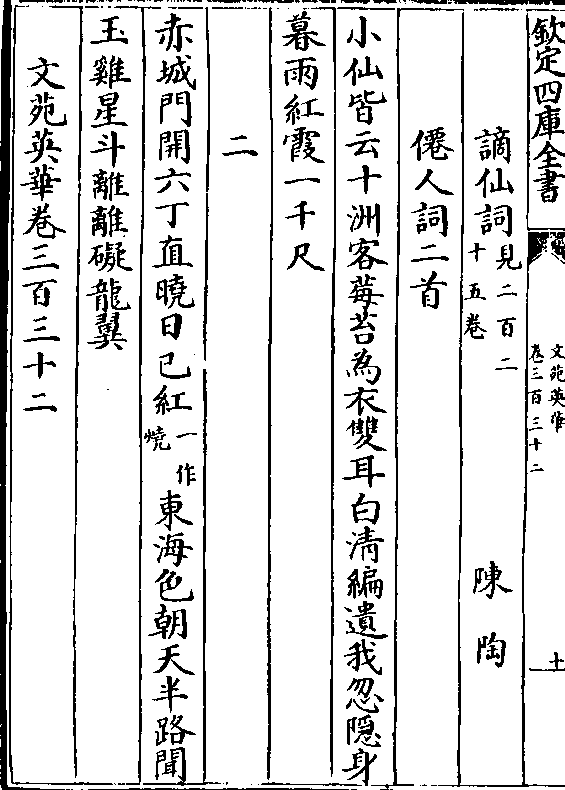 欽定四庫全書
文苑英華
卷三百三十二
十
謫仙詞見二百二十五卷 陳陶
僊人詞二首
小仙皆云十洲客莓苔為衣雙耳白清編遺我忽隱身
暮雨紅霞一千尺
二
赤城門開六丁直曉日已紅一作燒東海色朝天半路聞
玉雞星斗離離礙龍翼
文苑英華卷三百三十二